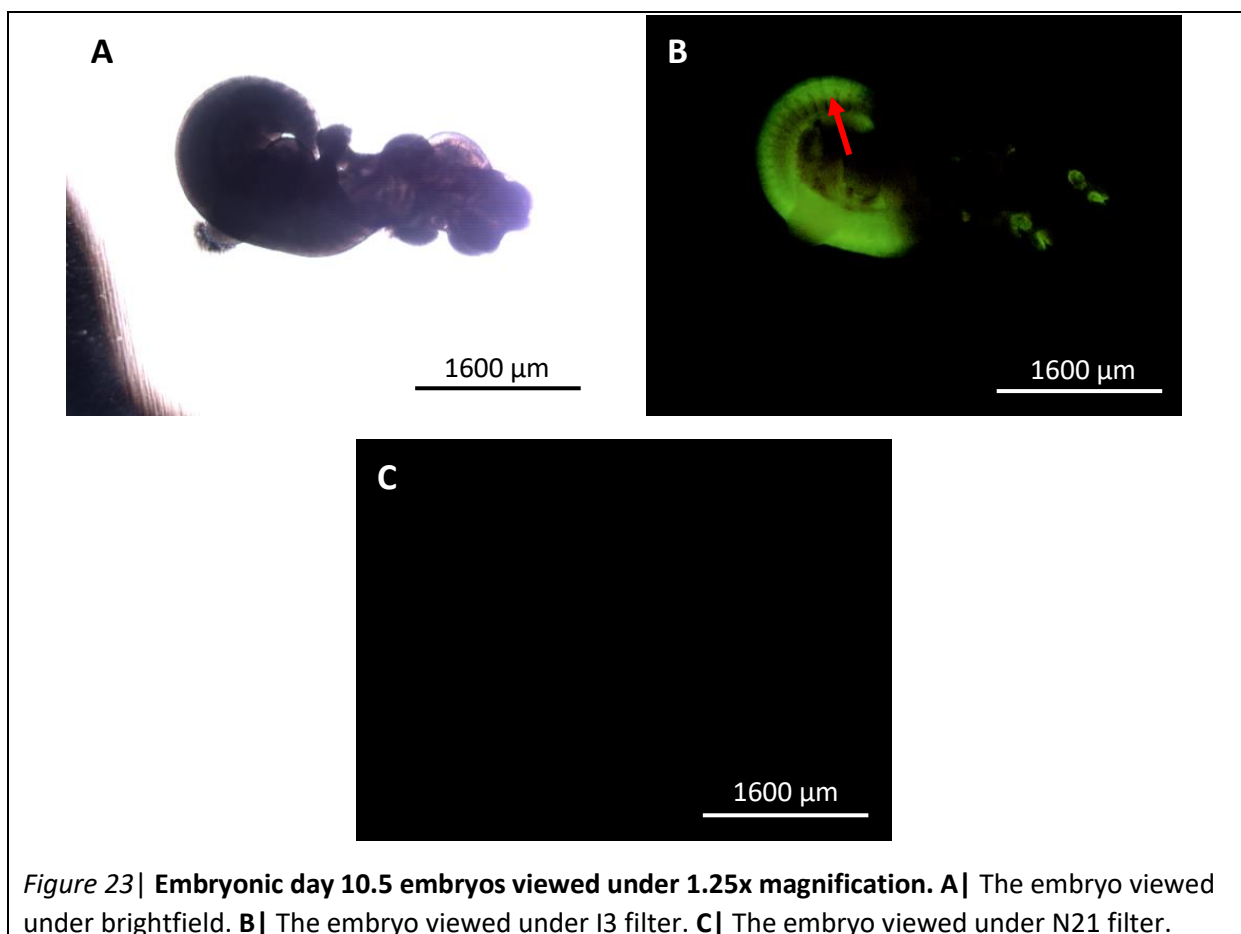 A
B
1600 µm
1600 µm
C
1600 µm
Figure 23| Embryonic day 10.5 embryos viewed under 1.25x magnification. A| The embryo viewed
under brightfield. B| The embryo viewed under I3 filter. C| The embryo viewed under N21 filter.